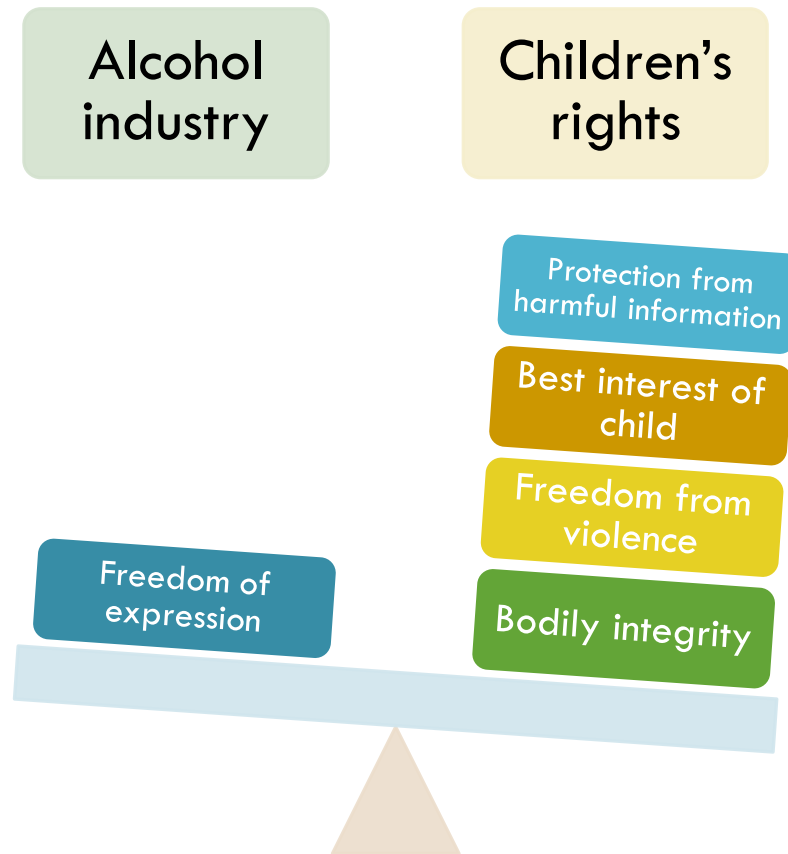 Alcohol
industry
Children’s
rights
Protection from
harmful information
Best interest of
child
Freedom from
violence
Freedom of
expression
Bodily integrity